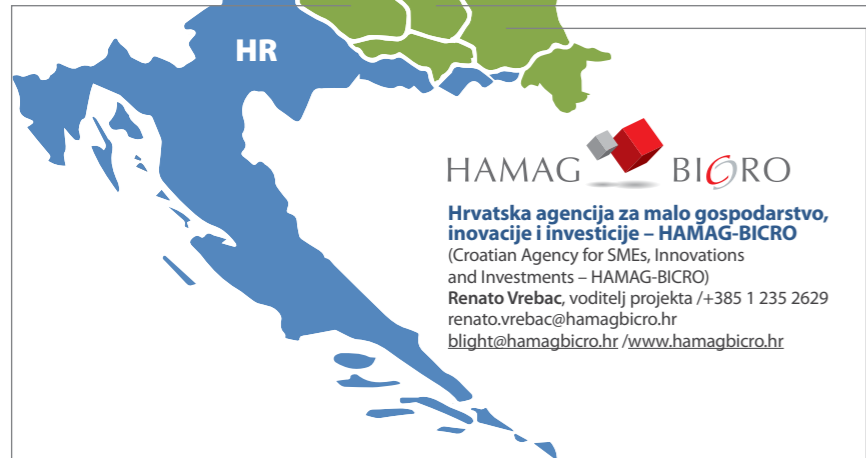 HR
HAMAG BICRO
Hrvatska agencija za malo gospodarstvo,
inovacije i investicije – HAMAG-BICRO
(Croatian Agency for SMEs, Innovations
and Investments – HAMAG-BICRO)
Renato Vrebac, voditelj projekta /+385 1 235 2629
renato.vrebac@hamagbicro.hr
blight@hamagbicro.hr /www.hamagbicro.hr